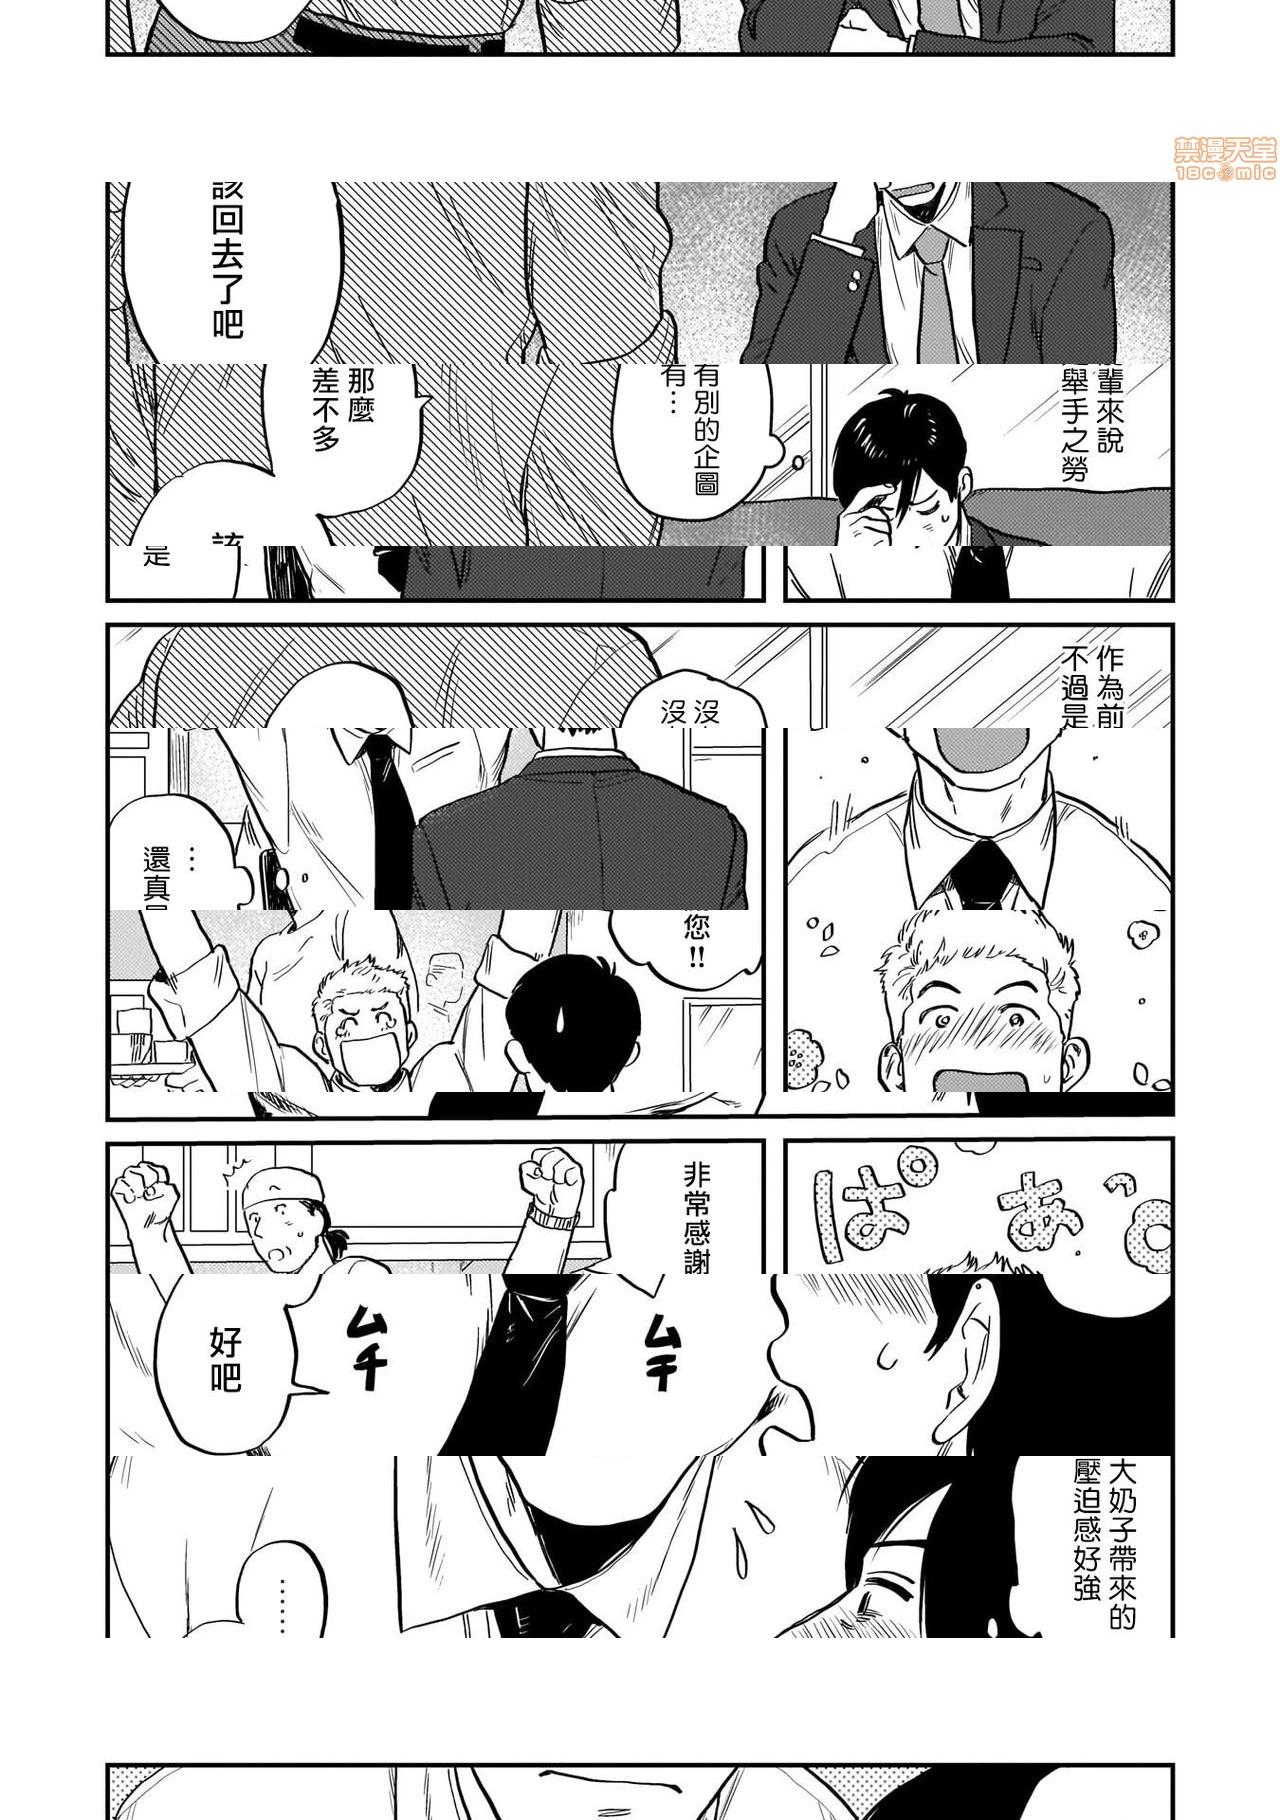 禁漫天堂
18comic
該回去了吧
輩來說
舉手之勞
有別的企圖
有…
那麼
差不多
是
作為前
不過是
沒
沒
…
還真
您!!
ぱあっ
非常感謝
ムチ
ムチ
好吧
大奶子帶來的
壓迫感好強
……